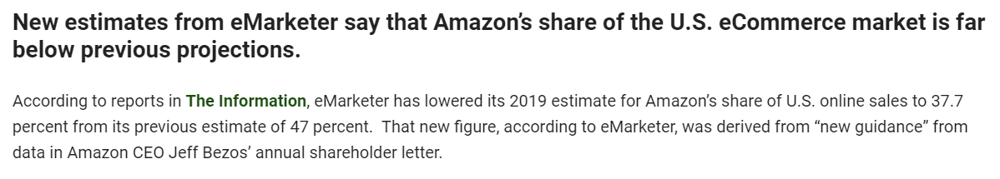 New estimates from eMarketer say that Amazon’s share of the U.S. eCommerce market is far
below previous projections.
According to reports in The Information, eMarketer has lowered its 2019 estimate for Amazon’s share of U.S. online sales to 37.7
percent from its previous estimate of 47 percent.  That new figure, according to eMarketer, was derived from “new guidance” from
data in Amazon CEO Jeff Bezos’ annual shareholder letter.